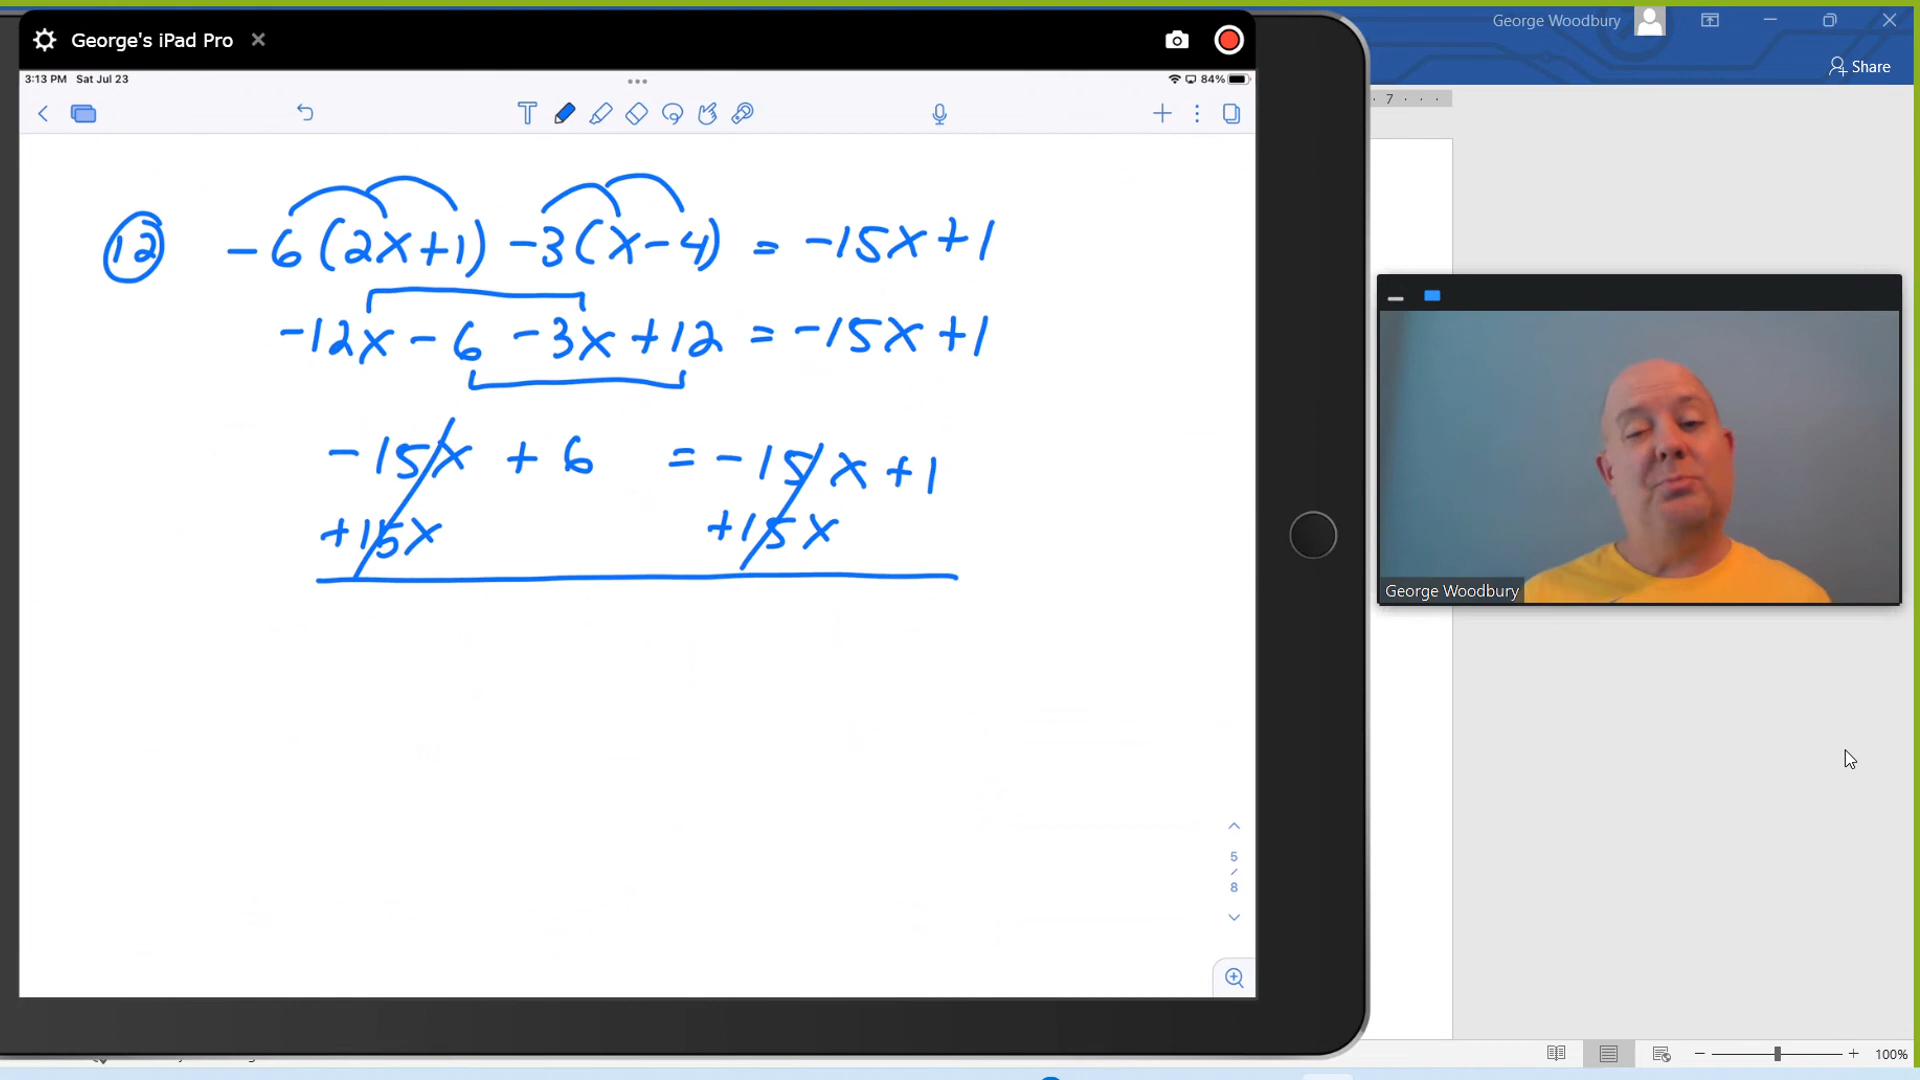 George Woodbury
George's iPad Pro
Share
3:13 PM Sat Jul 23
84%
7
T
12 -6(2x+1) -3(x-4) = -15x+1
-12x - 6 -3x +12 = -15x+1
-15x + 6 = -15x+1
+15x +15x
George Woodbury
5
/
8
100%